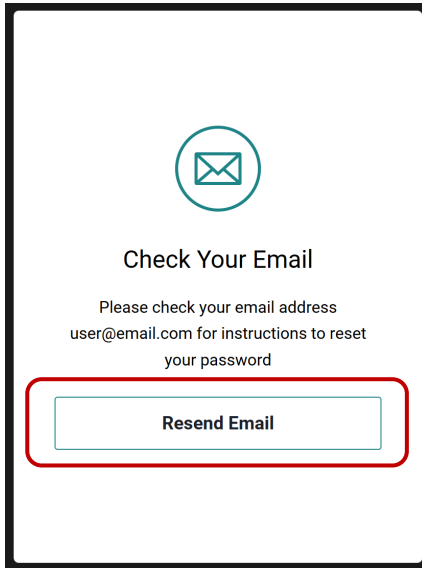 Check Your Email
Please check your email address
user@email.com for instructions to reset
your password
Resend Email